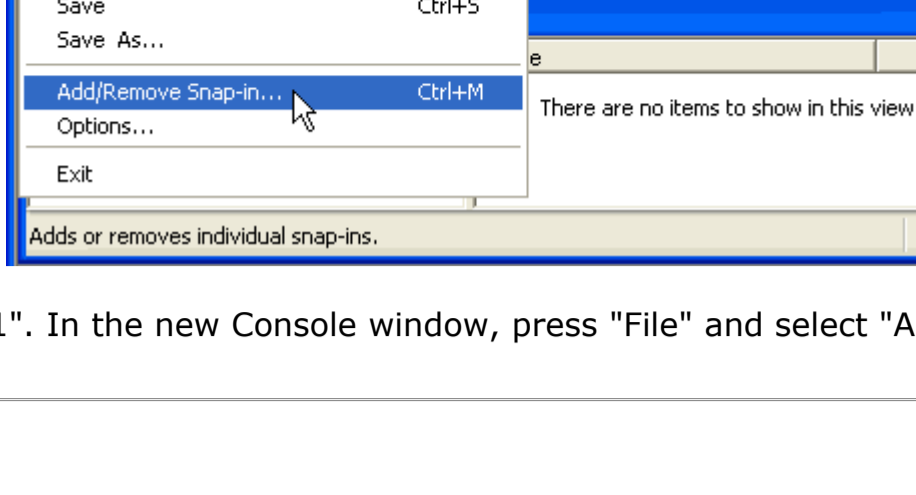 Save Ctrl+S
Save As...
e
Add/Remove Snap-in... Ctrl+M
There are no items to show in this view
Options...
Exit
Adds or removes individual snap-ins.
1". In the new Console window, press "File" and select "A